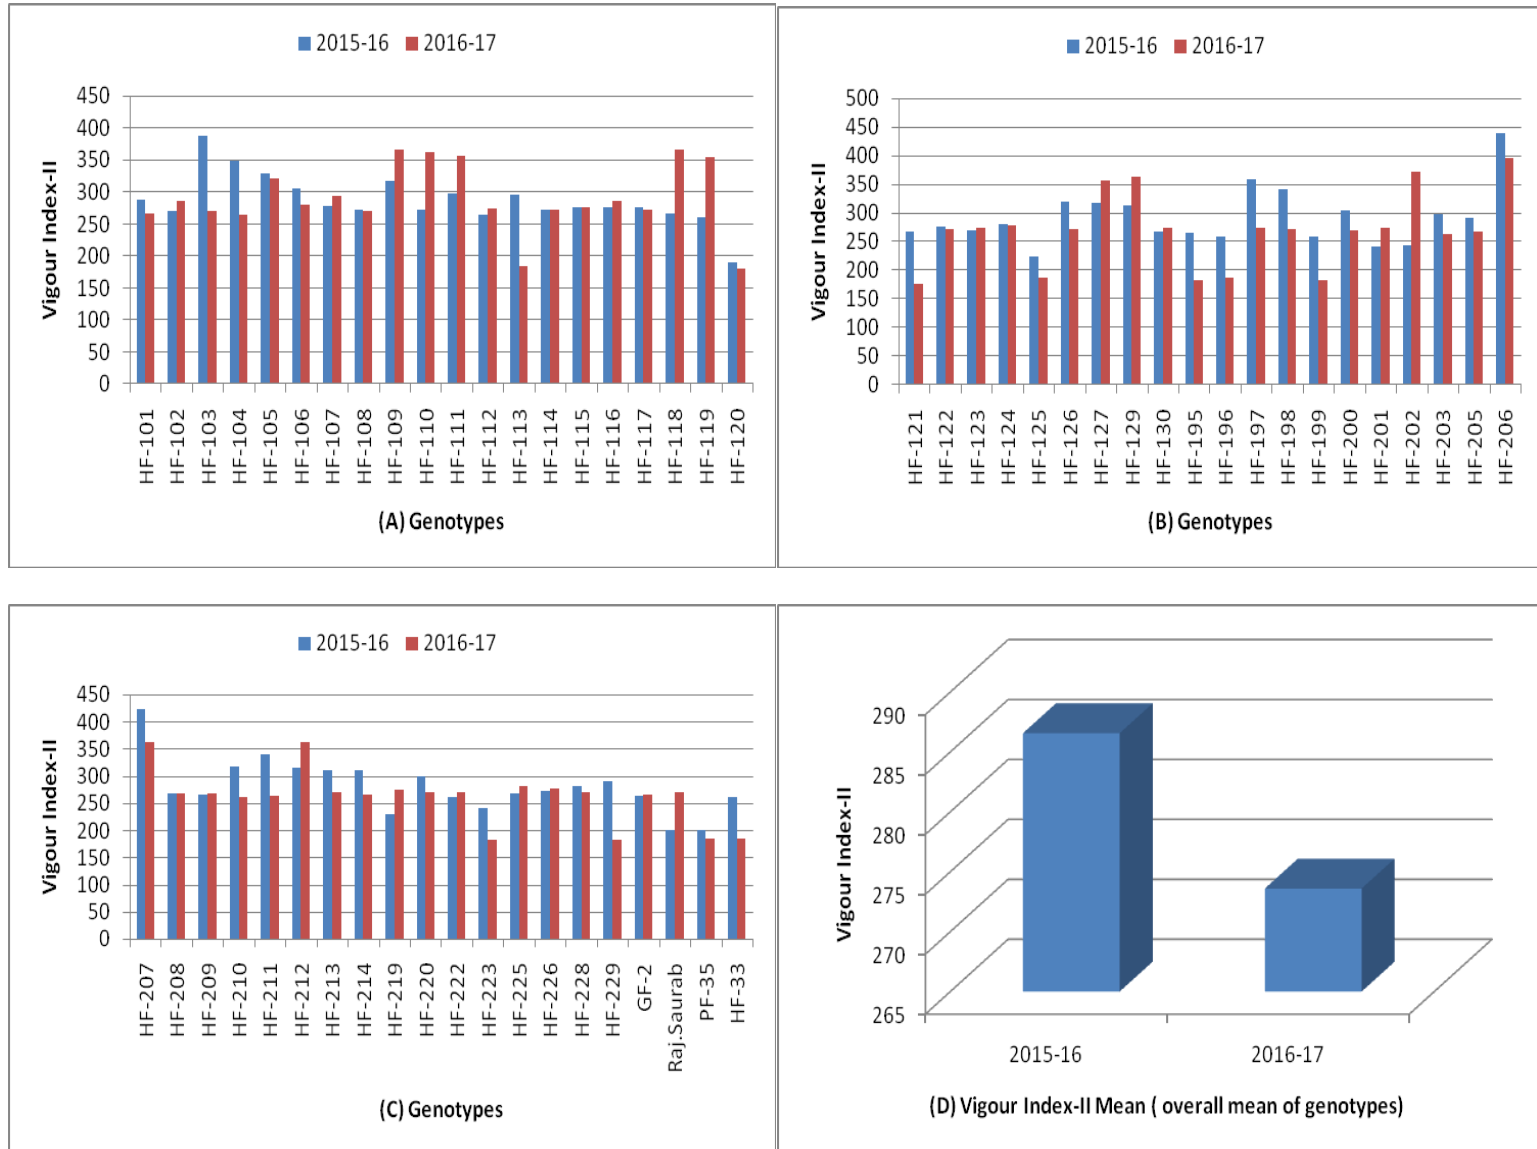 2015-16 2016-17
Vigour Index-II
450
400
350
300
250
200
150
100
50
0
HF-101
HF-102
HF-103
HF-104
HF-105
HF-106
HF-107
HF-108
HF-109
HF-110
HF-111
HF-112
HF-113
HF-114
HF-115
HF-116
HF-117
HF-118
HF-119
HF-120
(A) Genotypes
2015-16 2016-17
Vigour Index-II
500
450
400
350
300
250
200
150
100
50
0
HF-121
HF-122
HF-123
HF-124
HF-125
HF-126
HF-127
HF-129
HF-130
HF-195
HF-196
HF-197
HF-198
HF-199
HF-200
HF-201
HF-202
HF-203
HF-205
HF-206
(B) Genotypes
2015-16 2016-17
Vigour Index-II
450
400
350
300
250
200
150
100
50
0
HF-207
HF-208
HF-209
HF-210
HF-211
HF-212
HF-213
HF-214
HF-219
HF-220
HF-222
HF-223
HF-225
HF-226
HF-228
HF-229
GF-2
Raj.Saurab
PF-35
HF-33
(C) Genotypes
Vigour Index-II
290
285
280
275
270
265
2015-16 2016-17
(D) Vigour Index-II Mean ( overall mean of genotypes)